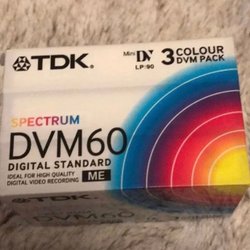 TDK
Mini DV
LP:90
3 COLOUR
DVM PACK
SPECTRUM
DVM60
DIGITAL STANDARD
IDEAL FOR HIGH QUALITY
DIGITAL VIDEO RECORDING
ME